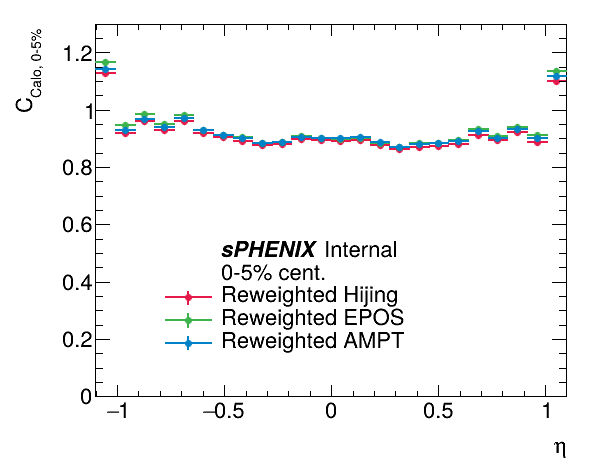 C Calo, 0-5%
1.2
1
0.8
0.6
0.4
0.2
0
sPHENIX Internal
0-5% cent.
Reweighted Hijing
Reweighted EPOS
Reweighted AMPT
−1 −0.5 0 0.5 1
η